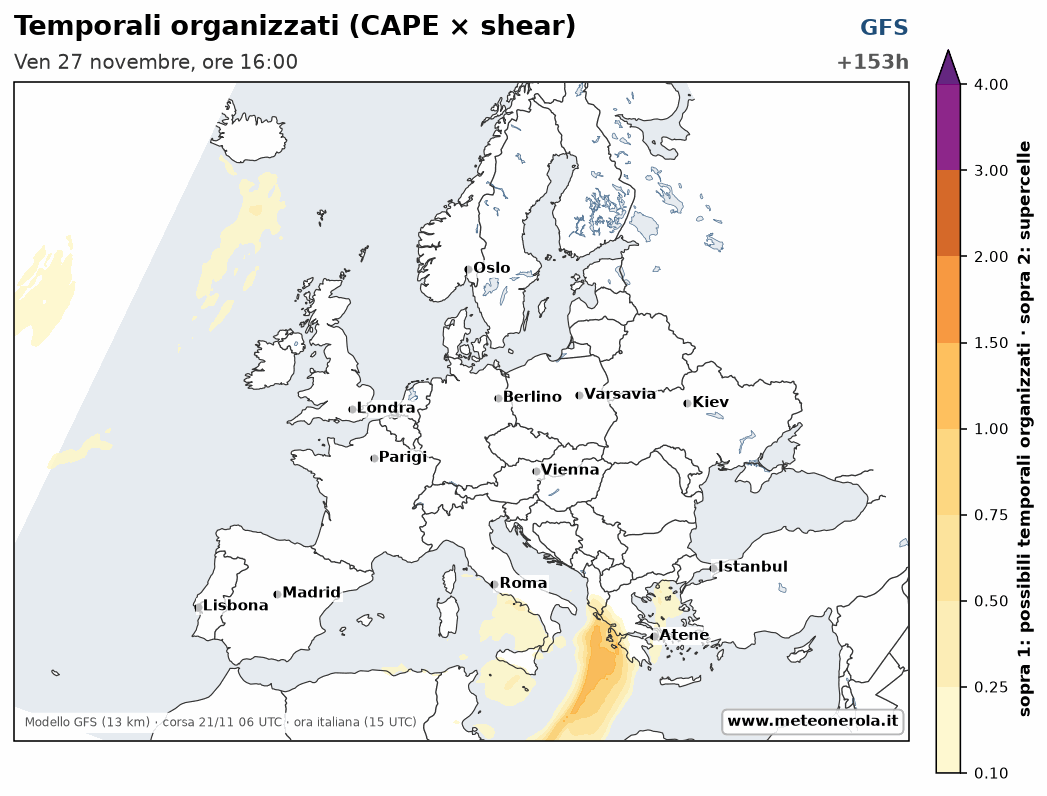 Temporali organizzati (CAPE × shear)
GFS
Ven 27 novembre, ore 16:00
+153h
4.00
3.00
2.00
1.50
1.00
0.75
0.50
0.25
0.10
sopra 1: possibili temporali organizzati · sopra 2: supercelle
Oslo
Berlino
Varsavia
Kiev
Londra
Parigi
Vienna
Istanbul
Roma
Madrid
Lisbona
Atene
Modello GFS (13 km) · corsa 21/11 06 UTC · ora italiana (15 UTC)
www.meteonerola.it